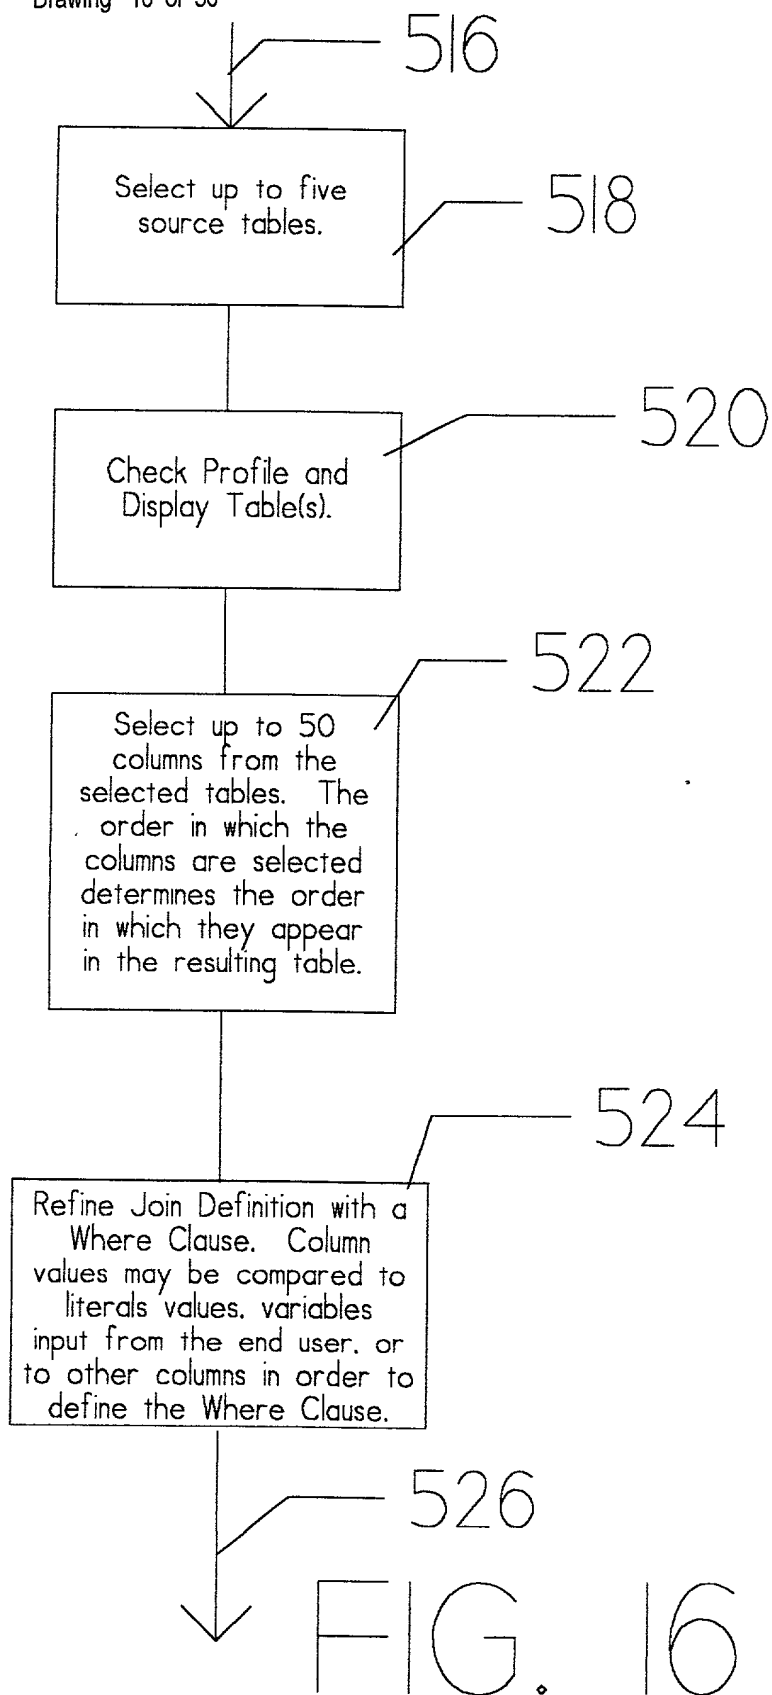 Drawing 16 of 30
516
Select up to five
source tables.
518
520
Check Profile and
Display Table(s).
522
Select up to 50
columns from the
selected tables. The
order in which the
columns are selected
determines the order
in which they appear
in the resulting table.
524
Refine Join Definition with a
Where Clause. Column
values may be compared to
literals values, variables
input from the end user, or
to other columns in order to
define the Where Clause.
526
FIG. 16